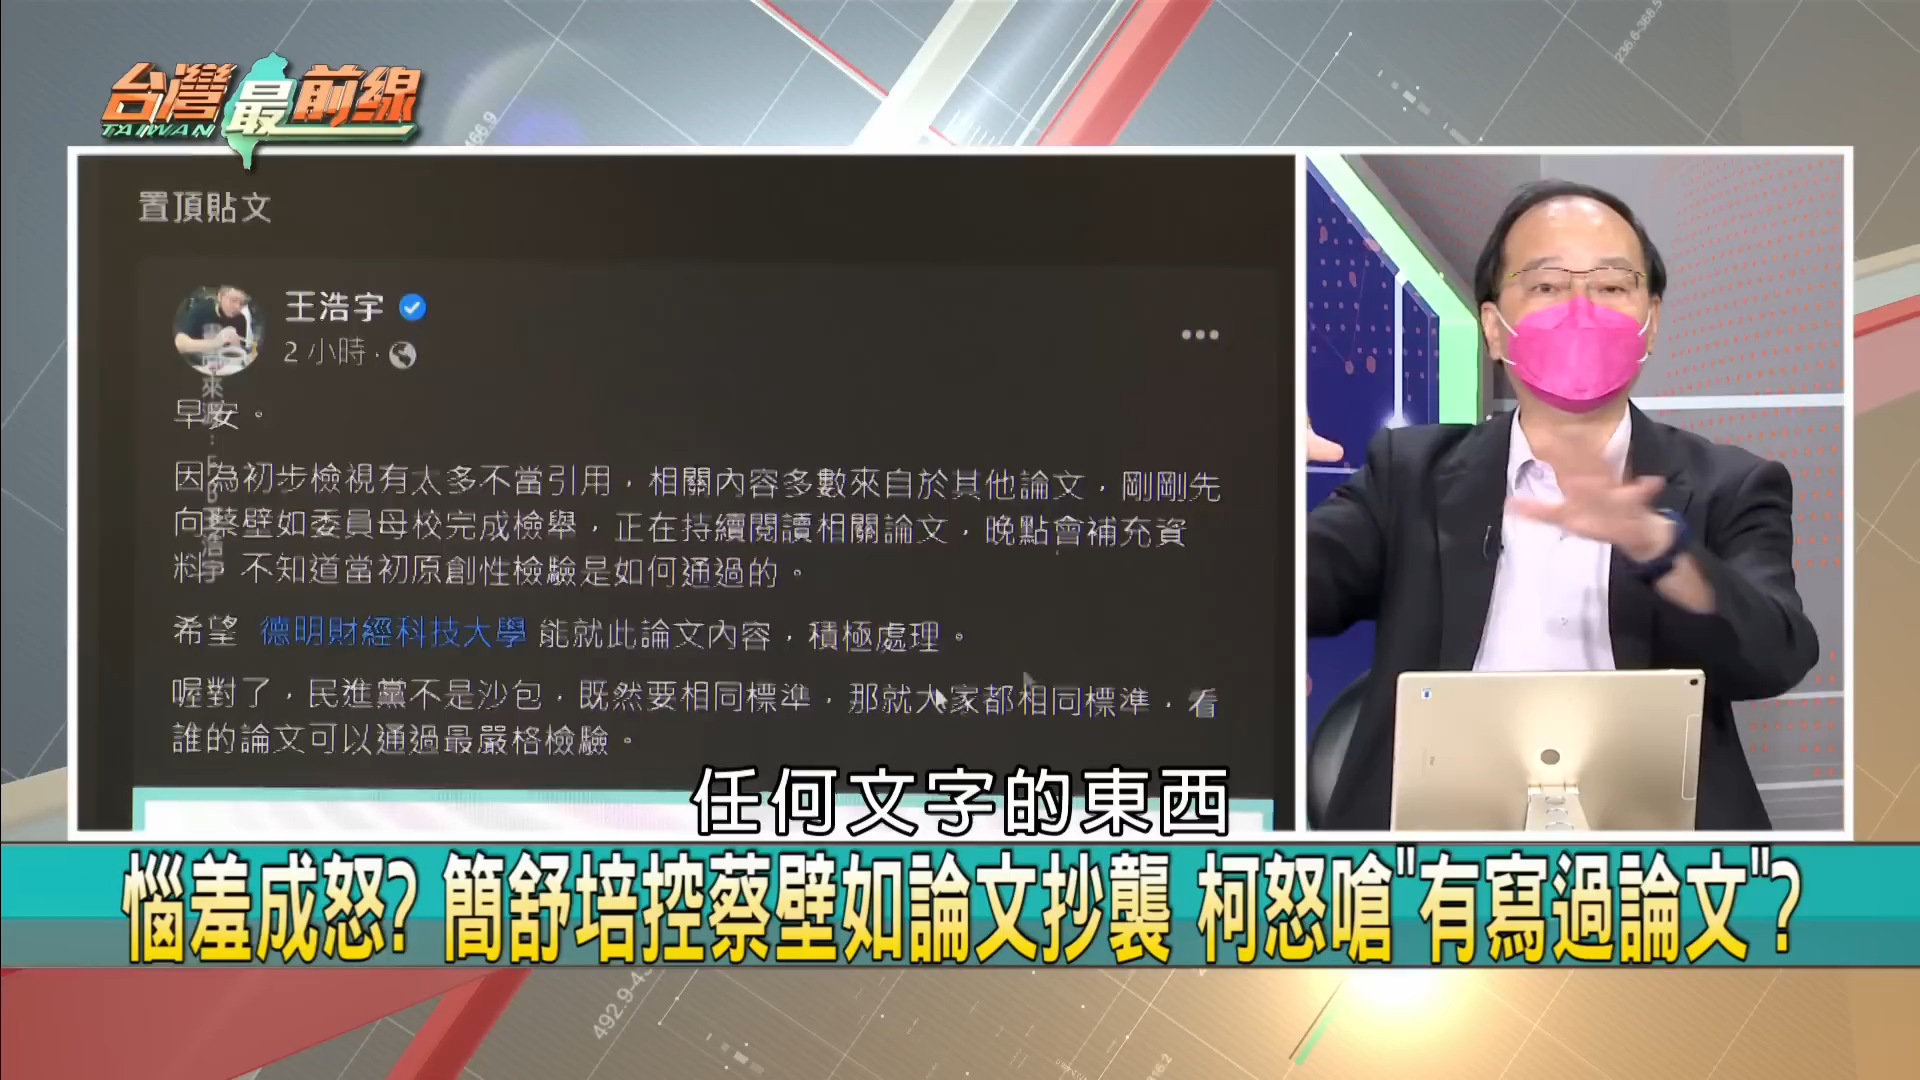 台灣最前線
TAIWAN
置頂貼文
王浩宇
2 小時 ·
早安。
因為初步檢視有太多不當引用，相關內容多數來自於其他論文，剛剛先
向蔡壁如委員母校完成檢舉，正在持續閱讀相關論文，晚點會補充資
料，不知道當初原創性檢驗是如何通過的。
希望 德明財經科技大學 能就此論文內容，積極處理。
喔對了，民進黨不是沙包，既然要相同標準，那就大家都相同標準，看
誰的論文可以通過最嚴格檢驗。
任何文字的東西
惱羞成怒? 簡舒培控蔡壁如論文抄襲 柯怒嗆"有寫過論文"?